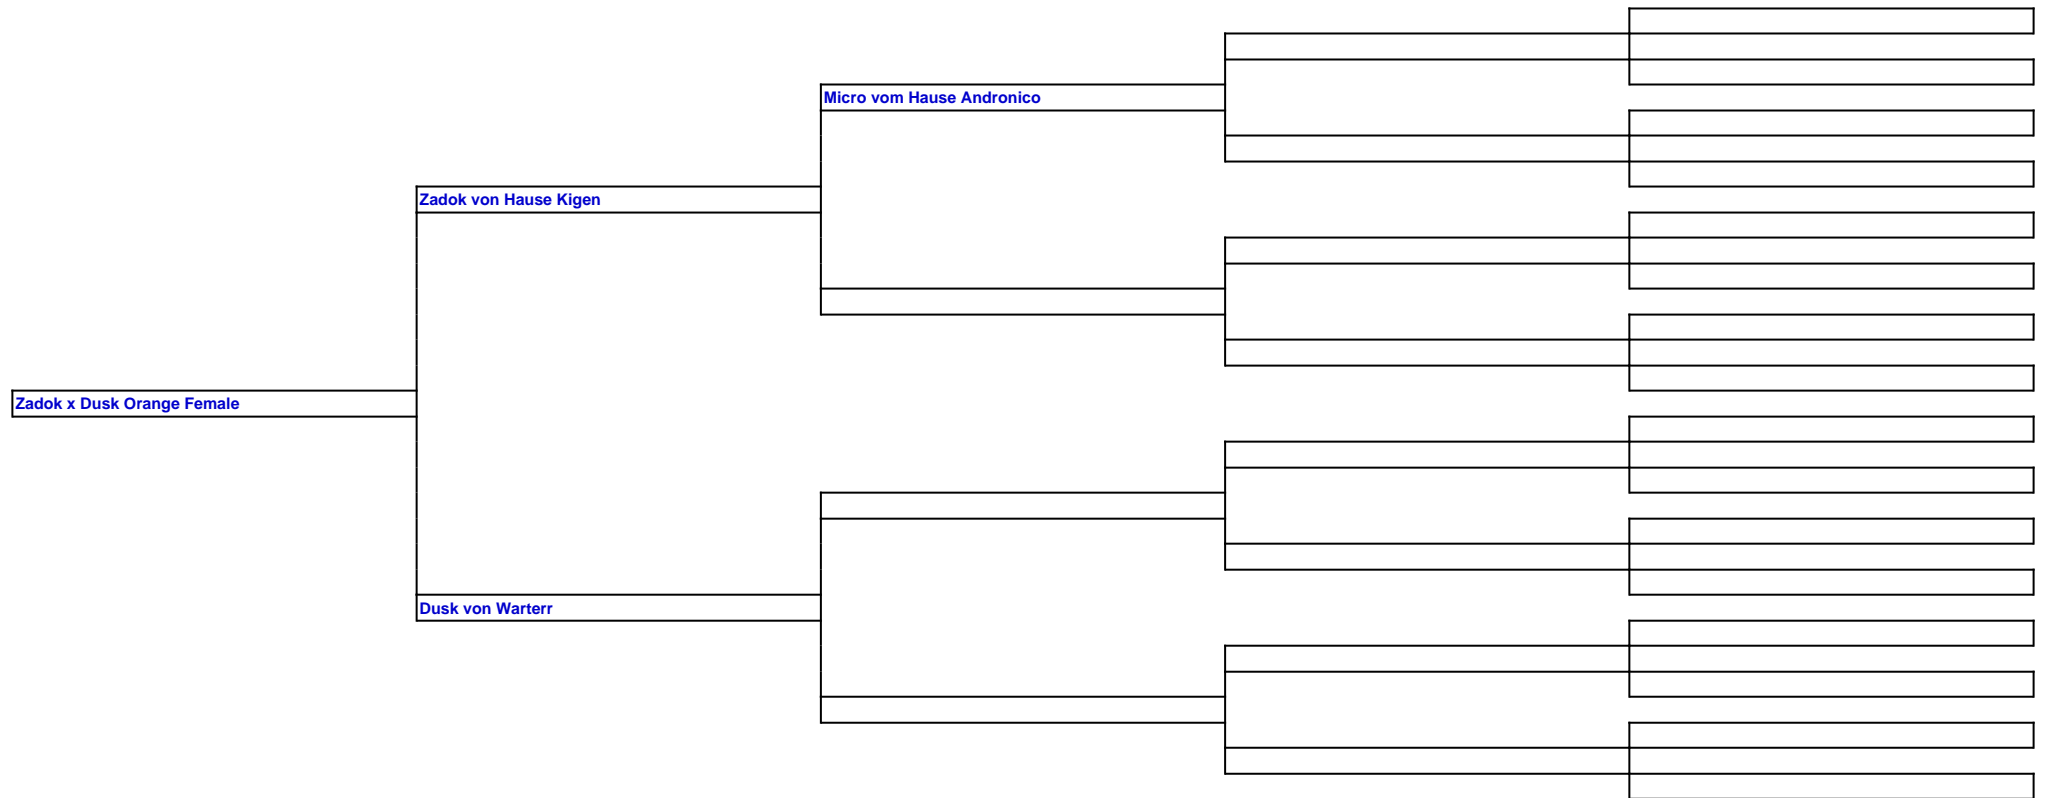 Micro vom Hause Andronico
Zadok von Hause Kigen
Zadok x Dusk Orange Female
Dusk von Warterr